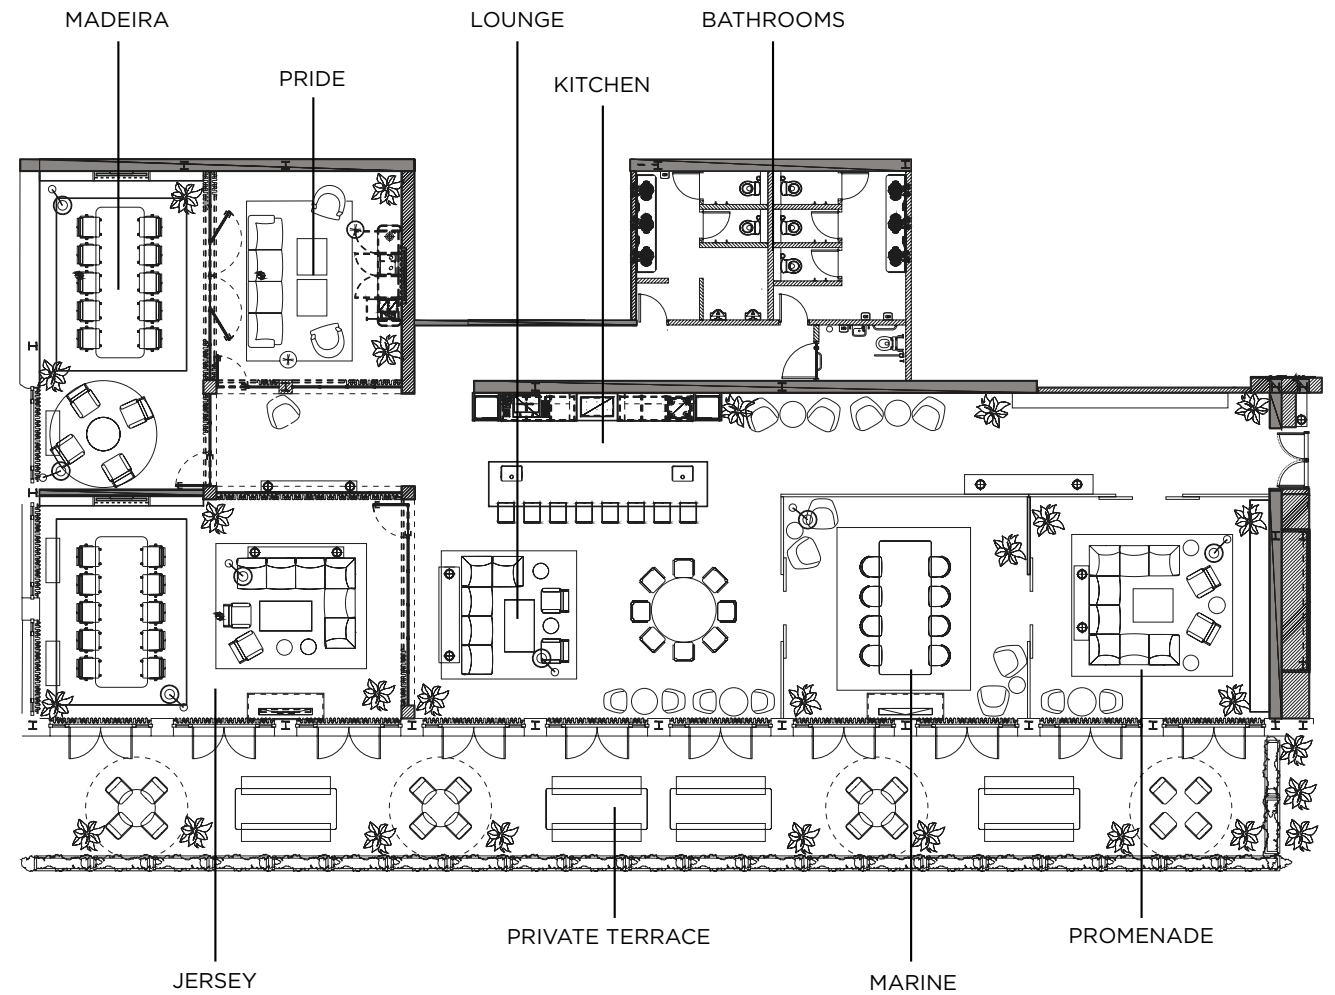 MADEIRA
LOUNGE
BATHROOMS
PRIDE
KITCHEN
PRIVATE TERRACE
PROMENADE
JERSEY
MARINE